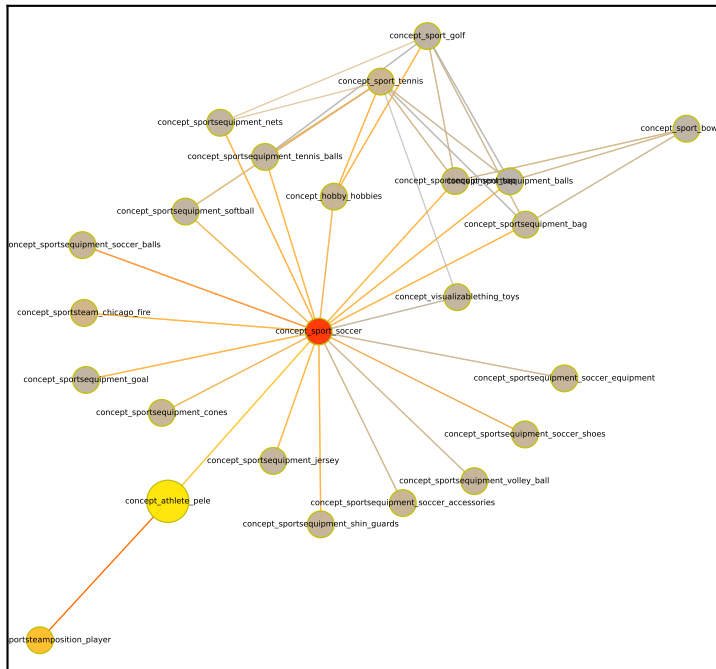 concept_sport_golf
concept_sport_tennis
concept_sportsequipment_nets
concept_sport_bow
concept_sportsequipment_tennis_balls
concept_sportsequipment_balls
concept_hobby_hobbies
concept_sportsequipment_softball
concept_sportsequipment_bag
oncept_sportsequipment_soccer_balls
concept_visualizablething_toys
concept_sportsteam_chicago_fire
concept_sport_soccer
concept_sportsequipment_goal
concept_sportsequipment_soccer_equipment
concept_sportsequipment_cones
concept_sportsequipment_soccer_shoes
concept_sportsequipment_jersey
concept_sportsequipment_volley_ball
concept_athlete_pele
concept_sportsequipment_soccer_accessories
concept_sportsequipment_shin_guards
portsteamposition_player